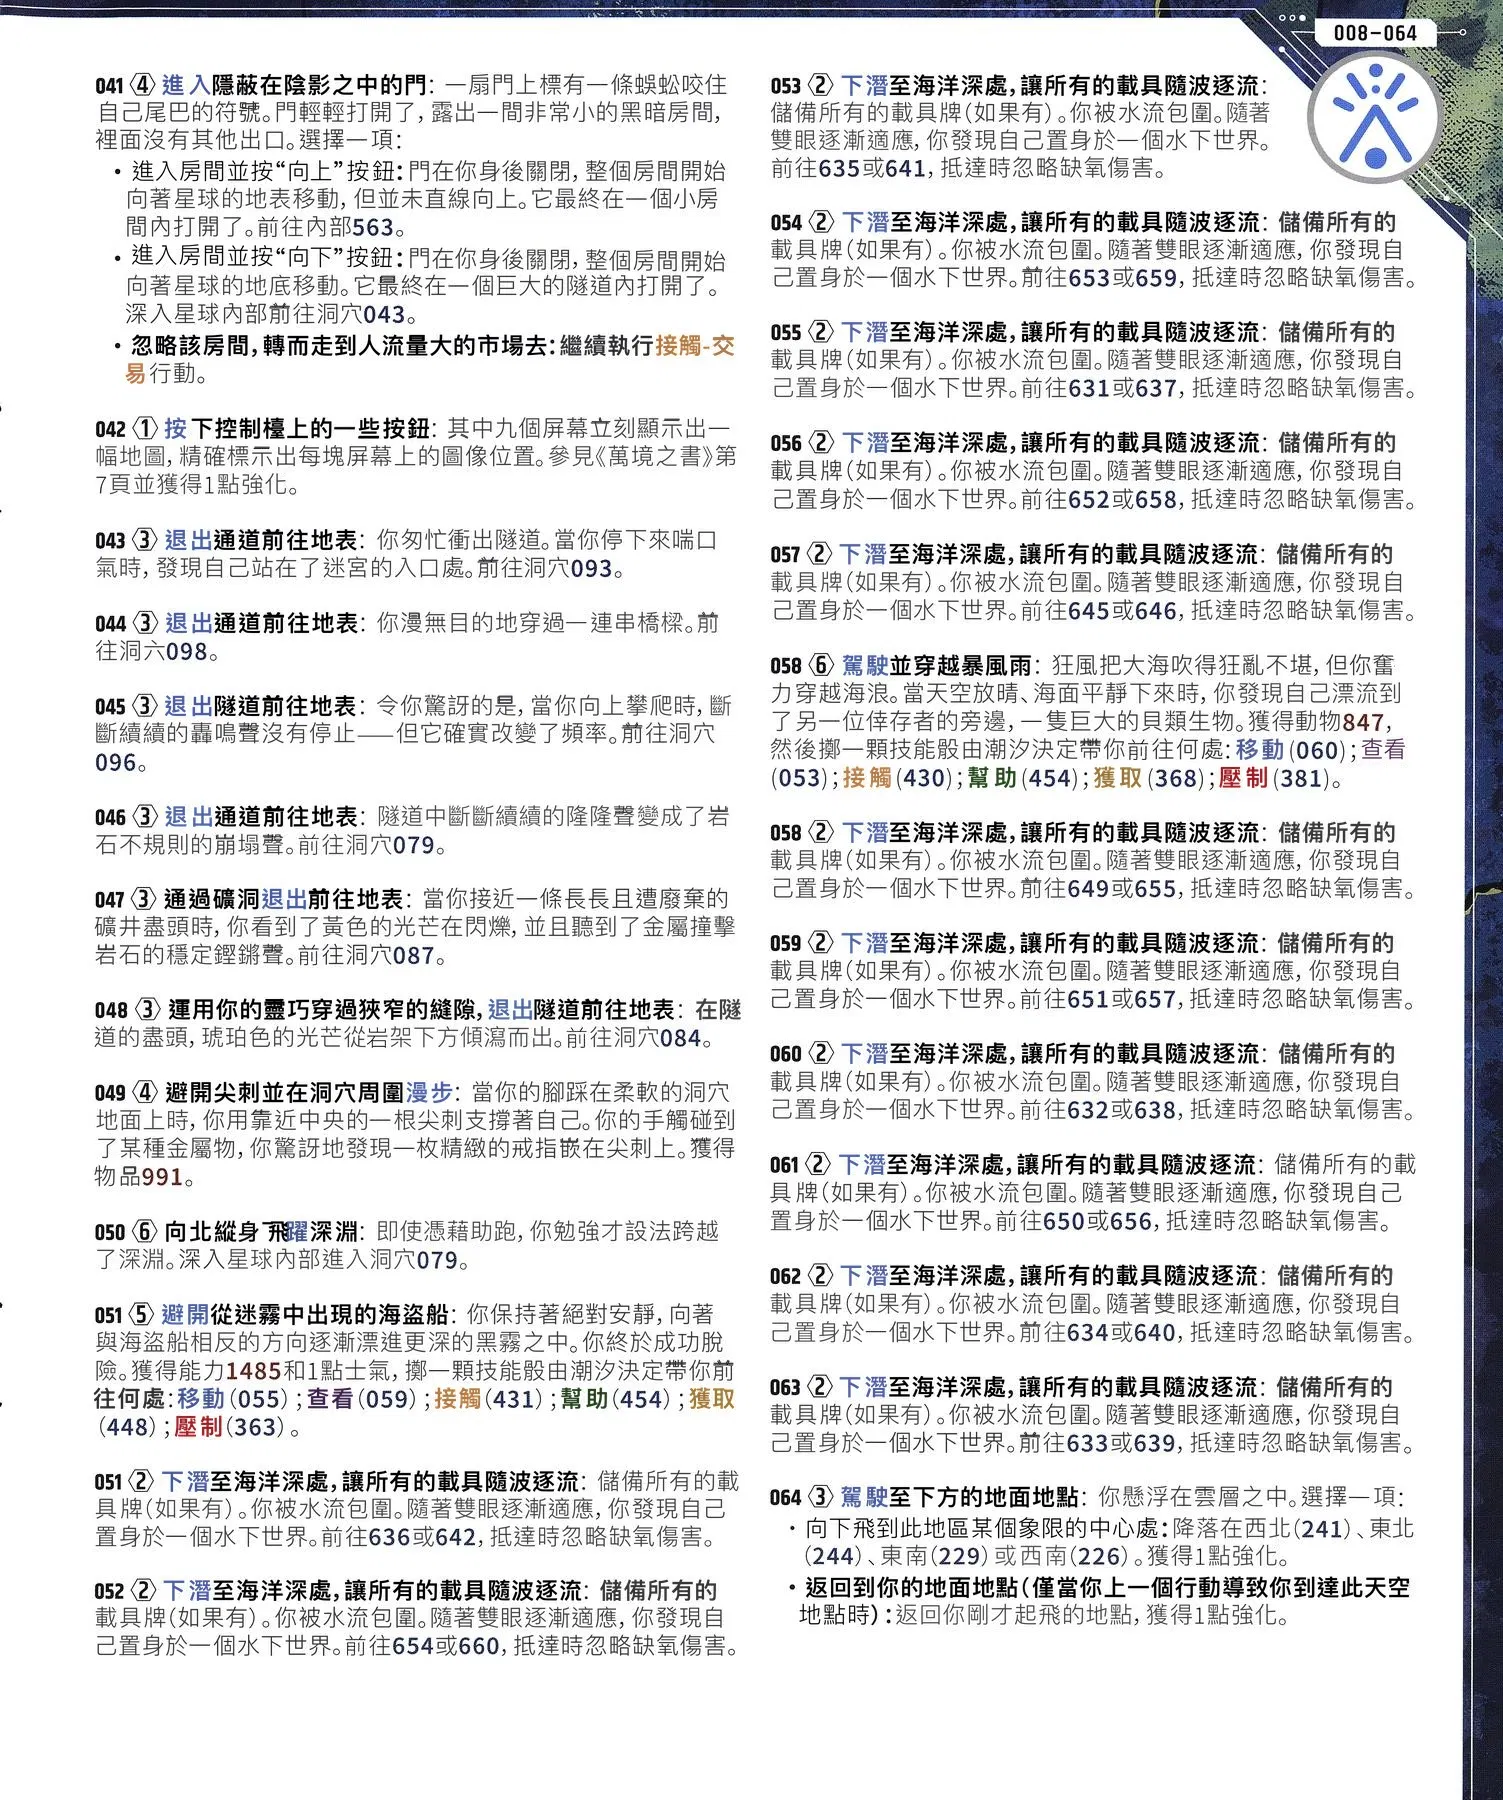 008–064
041 ④ 進入隱蔽在陰影之中的門：一扇門上標有一條蜈蚣咬住
自己尾巴的符號。門輕輕打開了，露出一間非常小的黑暗房間，
裡面沒有其他出口。選擇一項：
• 進入房間並按“向上”按鈕：門在你身後關閉，整個房間開始
向著星球的地表移動，但並未直線向上。它最終在一個小房
間內打開了。前往內部563。
• 進入房間並按“向下”按鈕：門在你身後關閉，整個房間開始
向著星球的地底移動。它最終在一個巨大的隧道內打開了。
深入星球內部前往洞穴043。
• 忽略該房間，轉而走到人流量大的市場去：繼續執行接觸-交
易行動。
042 ① 按下控制檯上的一些按鈕：其中九個屏幕立刻顯示出一
幅地圖，精確標示出每塊屏幕上的圖像位置。參見《萬境之書》第
7頁並獲得1點強化。
043 ③ 退出通道前往地表：你匆忙衝出隧道。當你停下來喘口
氣時，發現自己站在了迷宮的入口處。前往洞穴093。
044 ③ 退出通道前往地表：你漫無目的地穿過一連串橋樑。前
往洞六098。
045 ③ 退出隧道前往地表：令你驚訝的是，當你向上攀爬時，斷
斷續續的轟鳴聲沒有停止——但它確實改變了頻率。前往洞穴
096。
046 ③ 退出通道前往地表：隧道中斷斷續續的隆隆聲變成了岩
石不規則的崩塌聲。前往洞穴079。
047 ③ 通過礦洞退出前往地表：當你接近一條長長且遭廢棄的
礦井盡頭時，你看到了黃色的光芒在閃爍，並且聽到了金屬撞擊
岩石的穩定鏗鏘聲。前往洞穴087。
048 ③ 運用你的靈巧穿過狹窄的縫隙，退出隧道前往地表：在隧
道的盡頭，琥珀色的光芒從岩架下方傾瀉而出。前往洞穴084。
049 ④ 避開尖刺並在洞穴周圍漫步：當你的腳踩在柔軟的洞穴
地面上時，你用靠近中央的一根尖刺支撐著自己。你的手觸碰到
了某種金屬物，你驚訝地發現一枚精緻的戒指嵌在尖刺上。獲得
物品991。
050 ⑥ 向北縱身飛躍深淵：即使憑藉助跑，你勉強才設法跨越
了深淵。深入星球內部進入洞穴079。
051 ⑤ 避開從迷霧中出現的海盜船：你保持著絕對安靜，向著
與海盜船相反的方向逐漸漂進更深的黑霧之中。你終於成功脫
險。獲得能力1485和1點士氣，擲一顆技能骰由潮汐決定帶你前
往何處：移動（055）；查看（059）；接觸（431）；幫助（454）；獲取
（448）；壓制（363）。
051 ② 下潛至海洋深處，讓所有的載具隨波逐流：儲備所有的載
具牌（如果有）。你被水流包圍。隨著雙眼逐漸適應，你發現自己
置身於一個水下世界。前往636或642，抵達時忽略缺氧傷害。
052 ② 下潛至海洋深處，讓所有的載具隨波逐流：儲備所有的
載具牌（如果有）。你被水流包圍。隨著雙眼逐漸適應，你發現自
己置身於一個水下世界。前往654或660，抵達時忽略缺氧傷害。
053 ② 下潛至海洋深處，讓所有的載具隨波逐流：
儲備所有的載具牌（如果有）。你被水流包圍。隨著
雙眼逐漸適應，你發現自己置身於一個水下世界。
前往635或641，抵達時忽略缺氧傷害。
054 ② 下潛至海洋深處，讓所有的載具隨波逐流：儲備所有的
載具牌（如果有）。你被水流包圍。隨著雙眼逐漸適應，你發現自
己置身於一個水下世界。前往653或659，抵達時忽略缺氧傷害。
055 ② 下潛至海洋深處，讓所有的載具隨波逐流：儲備所有的
載具牌（如果有）。你被水流包圍。隨著雙眼逐漸適應，你發現自
己置身於一個水下世界。前往631或637，抵達時忽略缺氧傷害。
056 ② 下潛至海洋深處，讓所有的載具隨波逐流：儲備所有的
載具牌（如果有）。你被水流包圍。隨著雙眼逐漸適應，你發現自
己置身於一個水下世界。前往652或658，抵達時忽略缺氧傷害。
057 ② 下潛至海洋深處，讓所有的載具隨波逐流：儲備所有的
載具牌（如果有）。你被水流包圍。隨著雙眼逐漸適應，你發現自
己置身於一個水下世界。前往645或646，抵達時忽略缺氧傷害。
058 ⑥ 駕駛並穿越暴風雨：狂風把大海吹得狂亂不堪，但你奮
力穿越海浪。當天空放晴、海面平靜下來時，你發現自己漂流到
了另一位倖存者的旁邊，一隻巨大的貝類生物。獲得動物847，
然後擲一顆技能骰由潮汐決定帶你前往何處：移動（060）；查看
（053）；接觸（430）；幫助（454）；獲取（368）；壓制（381）。
058 ② 下潛至海洋深處，讓所有的載具隨波逐流：儲備所有的
載具牌（如果有）。你被水流包圍。隨著雙眼逐漸適應，你發現自
己置身於一個水下世界。前往649或655，抵達時忽略缺氧傷害。
059 ② 下潛至海洋深處，讓所有的載具隨波逐流：儲備所有的
載具牌（如果有）。你被水流包圍。隨著雙眼逐漸適應，你發現自
己置身於一個水下世界。前往651或657，抵達時忽略缺氧傷害。
060 ② 下潛至海洋深處，讓所有的載具隨波逐流：儲備所有的
載具牌（如果有）。你被水流包圍。隨著雙眼逐漸適應，你發現自
己置身於一個水下世界。前往632或638，抵達時忽略缺氧傷害。
061 ② 下潛至海洋深處，讓所有的載具隨波逐流：儲備所有的載
具牌（如果有）。你被水流包圍。隨著雙眼逐漸適應，你發現自己
置身於一個水下世界。前往650或656，抵達時忽略缺氧傷害。
062 ② 下潛至海洋深處，讓所有的載具隨波逐流：儲備所有的
載具牌（如果有）。你被水流包圍。隨著雙眼逐漸適應，你發現自
己置身於一個水下世界。前往634或640，抵達時忽略缺氧傷害。
063 ② 下潛至海洋深處，讓所有的載具隨波逐流：儲備所有的
載具牌（如果有）。你被水流包圍。隨著雙眼逐漸適應，你發現自
己置身於一個水下世界。前往633或639，抵達時忽略缺氧傷害。
064 ③ 駕駛至下方的地面地點：你懸浮在雲層之中。選擇一項：
• 向下飛到此地區某個象限的中心處：降落在西北（241）、東北
（244）、東南（229）或西南（226）。獲得1點強化。
• 返回到你的地面地點（僅當你上一個行動導致你到達此天空
地點時）：返回你剛才起飛的地點，獲得1點強化。